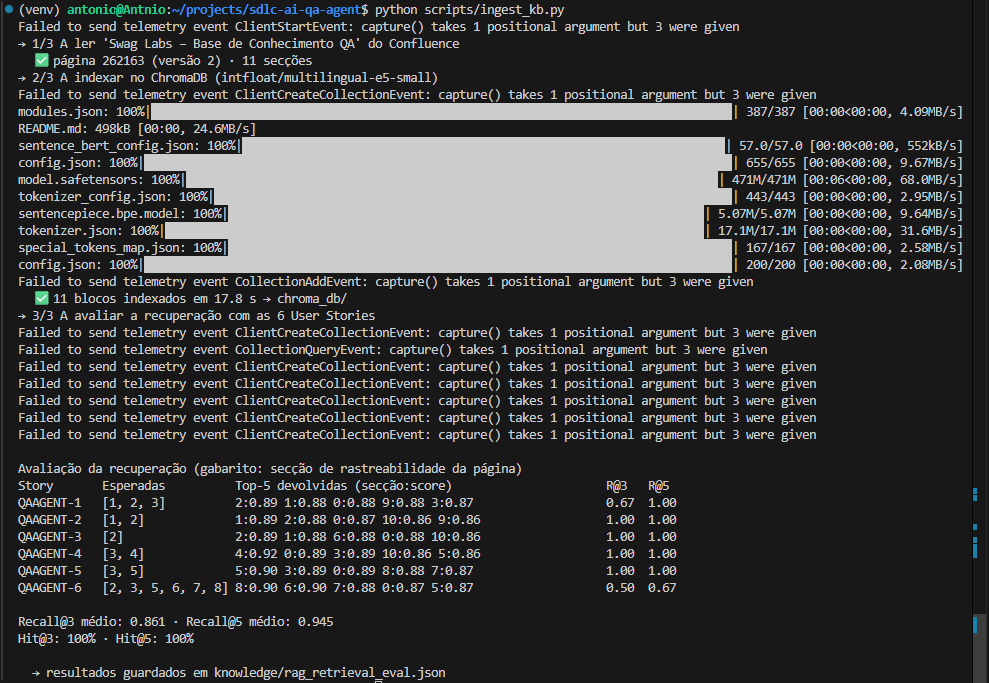 (venv) antonio@Antnio:~/projects/sdlc-ai-qa-agent$ python scripts/ingest_kb.py
Failed to send telemetry event ClientStartEvent: capture() takes 1 positional argument but 3 were given
→ 1/3 A ler 'Swag Labs – Base de Conhecimento QA' do Confluence
✅ página 262163 (versão 2) · 11 secções
→ 2/3 A indexar no ChromaDB (intfloat/multilingual-e5-small)
Failed to send telemetry event ClientCreateCollectionEvent: capture() takes 1 positional argument but 3 were given
modules.json: 100%| | 387/387 [00:00<00:00, 4.09MB/s]
README.md: 498kB [00:00, 24.6MB/s]
sentence_bert_config.json: 100%| | 57.0/57.0 [00:00<00:00, 552kB/s]
config.json: 100%| | 655/655 [00:00<00:00, 9.67MB/s]
model.safetensors: 100%| | 471M/471M [00:06<00:00, 68.0MB/s]
tokenizer_config.json: 100%| | 443/443 [00:00<00:00, 2.95MB/s]
sentencepiece.bpe.model: 100%| | 5.07M/5.07M [00:00<00:00, 9.64MB/s]
tokenizer.json: 100%| | 17.1M/17.1M [00:00<00:00, 31.6MB/s]
special_tokens_map.json: 100%| | 167/167 [00:00<00:00, 2.58MB/s]
config.json: 100%| | 200/200 [00:00<00:00, 2.08MB/s]
Failed to send telemetry event CollectionAddEvent: capture() takes 1 positional argument but 3 were given
✅ 11 blocos indexados em 17.8 s → chroma_db/
→ 3/3 A avaliar a recuperação com as 6 User Stories
Failed to send telemetry event ClientCreateCollectionEvent: capture() takes 1 positional argument but 3 were given
Failed to send telemetry event CollectionQueryEvent: capture() takes 1 positional argument but 3 were given
Failed to send telemetry event ClientCreateCollectionEvent: capture() takes 1 positional argument but 3 were given
Failed to send telemetry event ClientCreateCollectionEvent: capture() takes 1 positional argument but 3 were given
Failed to send telemetry event ClientCreateCollectionEvent: capture() takes 1 positional argument but 3 were given
Failed to send telemetry event ClientCreateCollectionEvent: capture() takes 1 positional argument but 3 were given
Failed to send telemetry event ClientCreateCollectionEvent: capture() takes 1 positional argument but 3 were given
Avaliação da recuperação (gabarito: secção de rastreabilidade da página)
Story Esperadas Top-5 devolvidas (secção:score) R@3 R@5
QAAGENT-1 [1, 2, 3] 2:0.89 1:0.88 0:0.88 9:0.88 3:0.87 0.67 1.00
QAAGENT-2 [1, 2] 1:0.89 2:0.88 0:0.87 10:0.86 9:0.86 1.00 1.00
QAAGENT-3 [2] 2:0.89 1:0.88 6:0.88 0:0.88 10:0.86 1.00 1.00
QAAGENT-4 [3, 4] 4:0.92 0:0.89 3:0.89 10:0.86 5:0.86 1.00 1.00
QAAGENT-5 [3, 5] 5:0.90 3:0.89 0:0.89 8:0.88 7:0.87 1.00 1.00
QAAGENT-6 [2, 3, 5, 6, 7, 8] 8:0.90 6:0.90 7:0.88 0:0.87 5:0.87 0.50 0.67
Recall@3 médio: 0.861 · Recall@5 médio: 0.945
Hit@3: 100% · Hit@5: 100%
→ resultados guardados em knowledge/rag_retrieval_eval.json